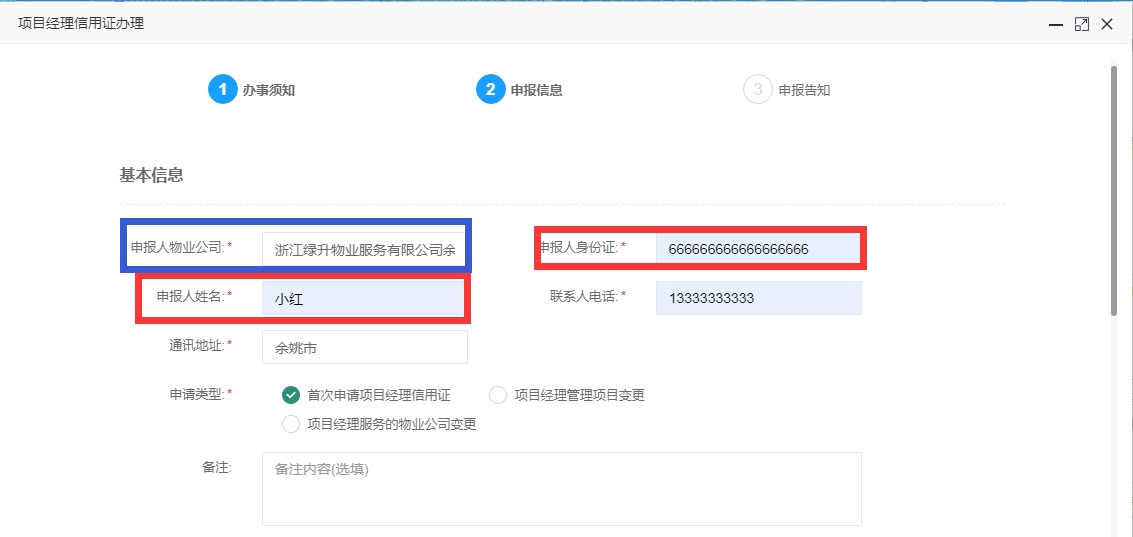 项目经理信用证办理
1 办事须知 2 申报信息 3 申报告知
基本信息
申报人物业公司:* 浙江绿升物业服务有限公司余 申报人身份证:* 666666666666666666
申报人姓名:* 小红 联系人电话:* 13333333333
通讯地址:* 余姚市
申请类型:* 首次申请项目经理信用证 项目经理管理项目变更
项目经理服务的物业公司变更
备注: 备注内容(选填)